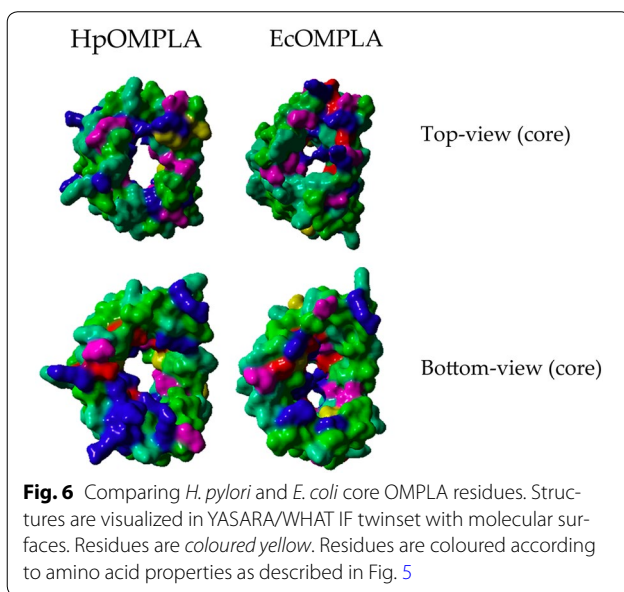 HpOMPLA EcOMPLA
Top-view (core)
Bottom-view (core)
Fig. 6 Comparing H. pylori and E. coli core OMPLA residues. Struc-
tures are visualized in YASARA/WHAT IF twinset with molecular sur-
faces. Residues are coloured yellow. Residues are coloured according
to amino acid properties as described in Fig. 5